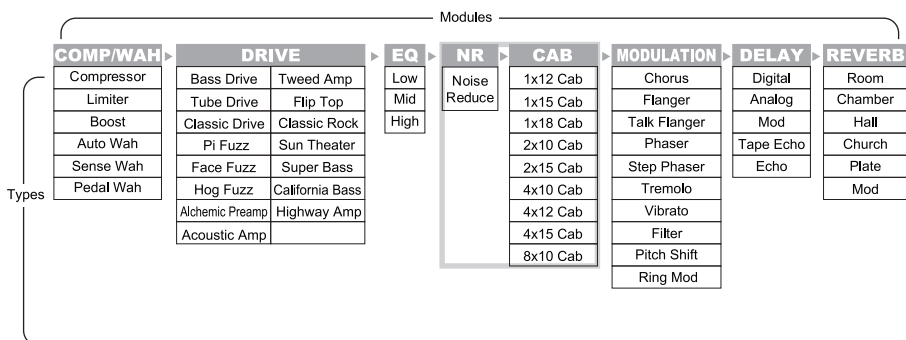 Modules
COMP/WAH DRIVE EQ NR CAB MODULATION DELAY REVERB
Compressor Bass Drive Tweed Amp Low Noise Reduce 1x12 Cab Chorus Digital Room
Limiter Tube Drive Flip Top Mid 1x15 Cab Flanger Analog Chamber
Boost Classic Drive Classic Rock High 1x18 Cab Talk Flanger Mod Hall
Auto Wah Pi Fuzz Sun Theater 2x10 Cab Phaser Tape Echo Church
Sense Wah Face Fuzz Super Bass 2x15 Cab Step Phaser Echo Plate
Types Pedal Wah Hog Fuzz California Bass 4x10 Cab Tremolo Mod
Alchemic Preamp Highway Amp 4x12 Cab Vibrato
Acoustic Amp 4x15 Cab Filter
8x10 Cab Pitch Shift
Ring Mod